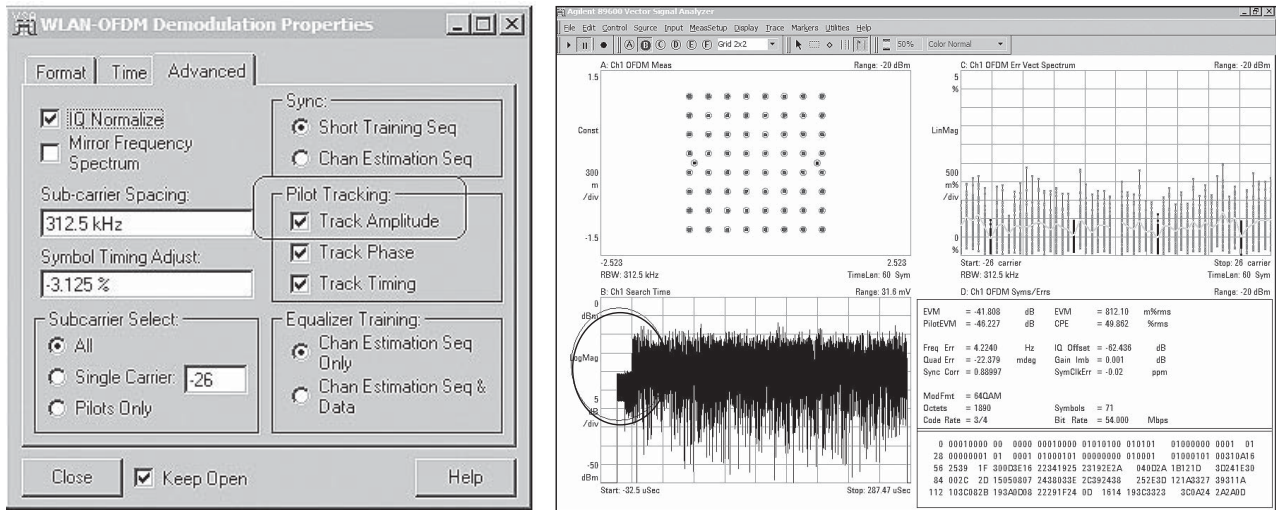 WLAN-OFDM Demodulation Properties
Format Time Advanced
IQ Normalize
Mirror Frequency
Spectrum
Sub-carrier Spacing:
312.5 kHz
Symbol Timing Adjust:
-3.125 %
Subcarrier Select:
All
Single Carrier: -26
Pilots Only
Sync:
Short Training Seq
Chan Estimation Seq
Pilot Tracking:
Track Amplitude
Track Phase
Track Timing
Equalizer Training:
Chan Estimation Seq
Only
Chan Estimation Seq &
Data
Close Keep Open Help
Agilent 89600 Vector Signal Analyzer
File Edit Control Source Input MeasSetup Display Trace Markers Utilities Help
A B C D E F Grid 2x2 50% Color Normal
A: Ch1 OFDM Meas Range: -20 dBm
1.5
Const
300
m
/div
-1.5
-2.523 2.523
RBW: 312.5 kHz TimeLen: 60 Sym
C: Ch1 OFDM Err Vect Spectrum Range: -20 dBm
5
%
LinMag
500
m%
/div
0
%
Start: -26 carrier Stop: 26 carrier
RBW: 312.5 kHz TimeLen: 60 Sym
B: Ch1 Search Time Range: 31.6 mV
0
dBm
LogMag
5
dB
/div
-50
dBm
Start: -32.5 uSec Stop: 287.47 uSec
D: Ch1 OFDM Syms/Errs Range: -20 dBm
EVM = -41.808 dB EVM = 812.10 m%rms
PilotEVM = -46.227 dB CPE = 49.862 %rms
Freq Err = 4.2240 Hz IQ Offset = -62.436 dB
Quad Err = -22.379 mdeg Gain Imb = 0.001 dB
Sync Corr = 0.88997 SymClkErr = -0.02 ppm
ModFmt = 64QAM
Octets = 1890 Symbols = 71
Code Rate = 3/4 Bit Rate = 54.000 Mbps
0 00010000 00 0000 00010000 01010100 010101 01000000 0001 01
28 00000001 01 0001 01000101 00000000 010001 01000101 00310A16
56 2539 1F 300D3E16 22341925 23192E2A 040D2A 1B121D 3D241E30
84 002C 2D 15050807 2438033E 2C392438 252E3D 121A3327 39311A
112 103C082B 193A0D08 22291F24 0D 1614 193C3323 3C0A24 2A2A0D